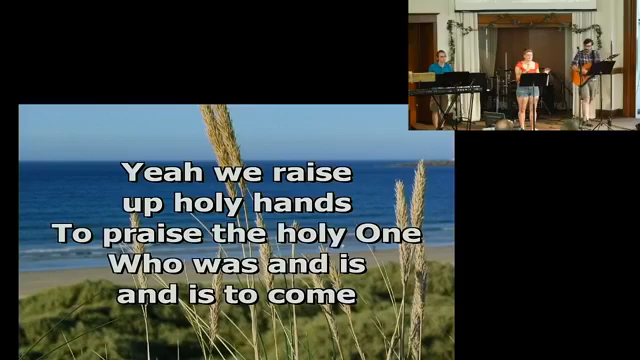 Yeah we raise
up holy hands
To praise the holy One
Who was and is
and is to come